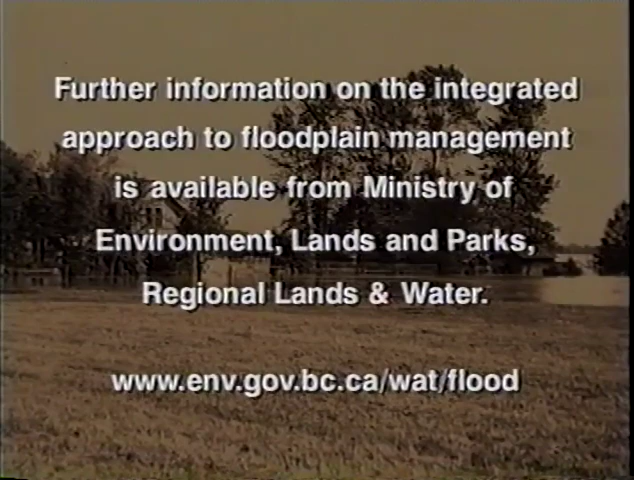 Further information on the integrated
approach to floodplain management
is available from Ministry of
Environment, Lands and Parks,
Regional Lands & Water.
www.env.gov.bc.ca/wat/flood